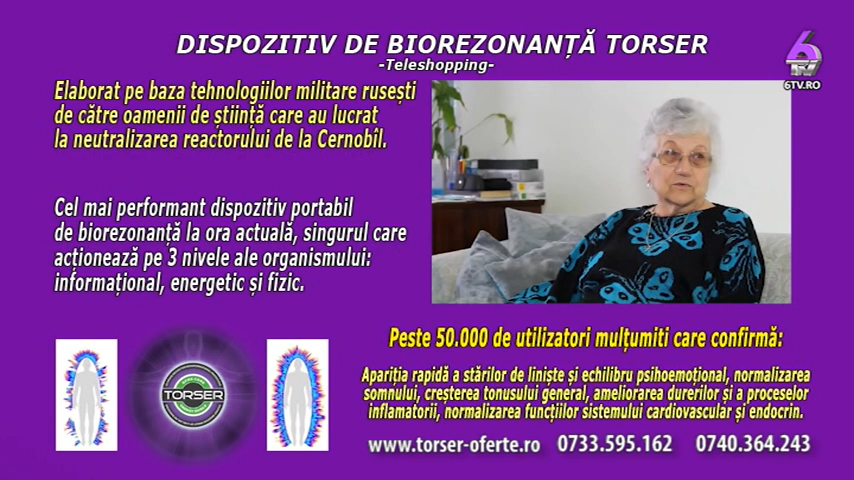 DISPOZITIV DE BIOREZONANȚĂ TORSER
-Teleshopping-
6
TV
6TV.RO
Elaborat pe baza tehnologiilor militare rusești
de către oamenii de știință care au lucrat
la neutralizarea reactorului de la Cernobîl.
Cel mai performant dispozitiv portabil
de biorezonanță la ora actuală, singurul care
acționează pe 3 nivele ale organismului:
informațional, energetic și fizic.
TORSER
Peste 50.000 de utilizatori mulțumiti care confirmă:
Apariția rapidă a stărilor de liniște și echilibru psihoemoțional, normalizarea
somnului, creșterea tonusului general, ameliorarea durerilor și a proceselor
inflamatorii, normalizarea funcțiilor sistemului cardiovascular și endocrin.
www.torser-oferte.ro 0733.595.162 0740.364.243